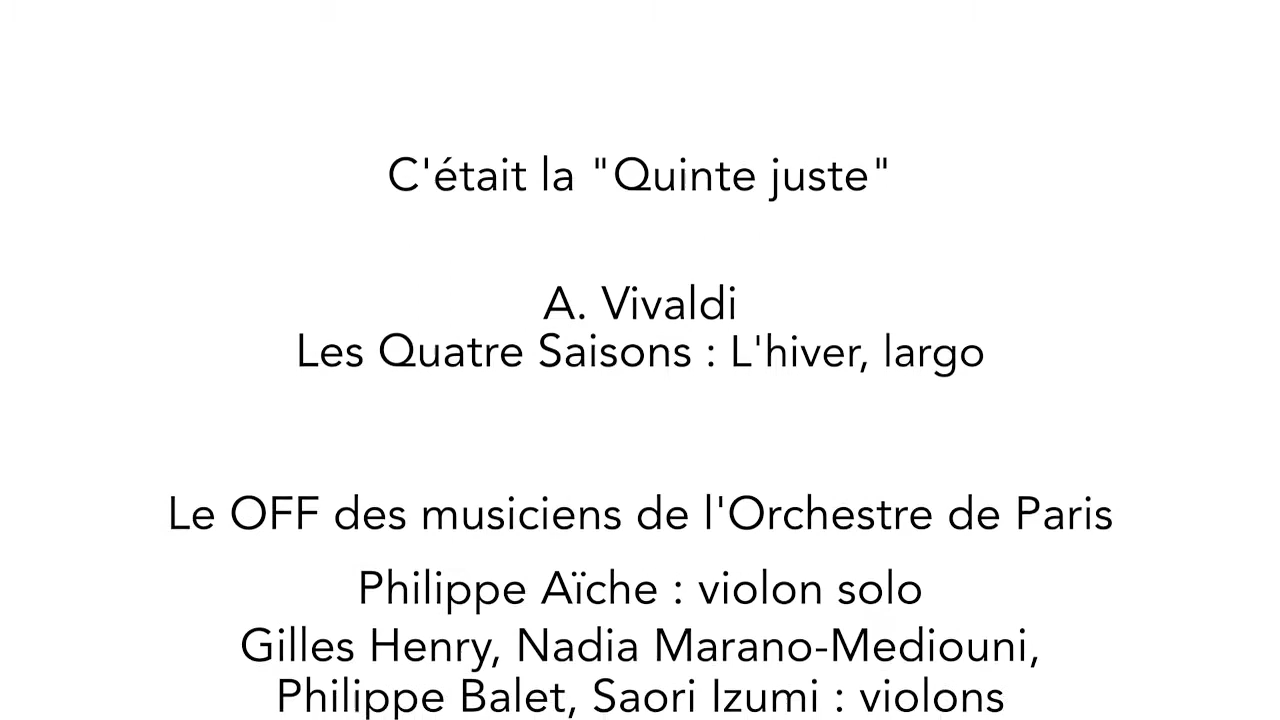 C'était la "Quinte juste"
A. Vivaldi
Les Quatre Saisons : L'hiver, largo
Le OFF des musiciens de l'Orchestre de Paris
Philippe Aïche : violon solo
Gilles Henry, Nadia Marano-Mediouni,
Philippe Balet, Saori Izumi : violons